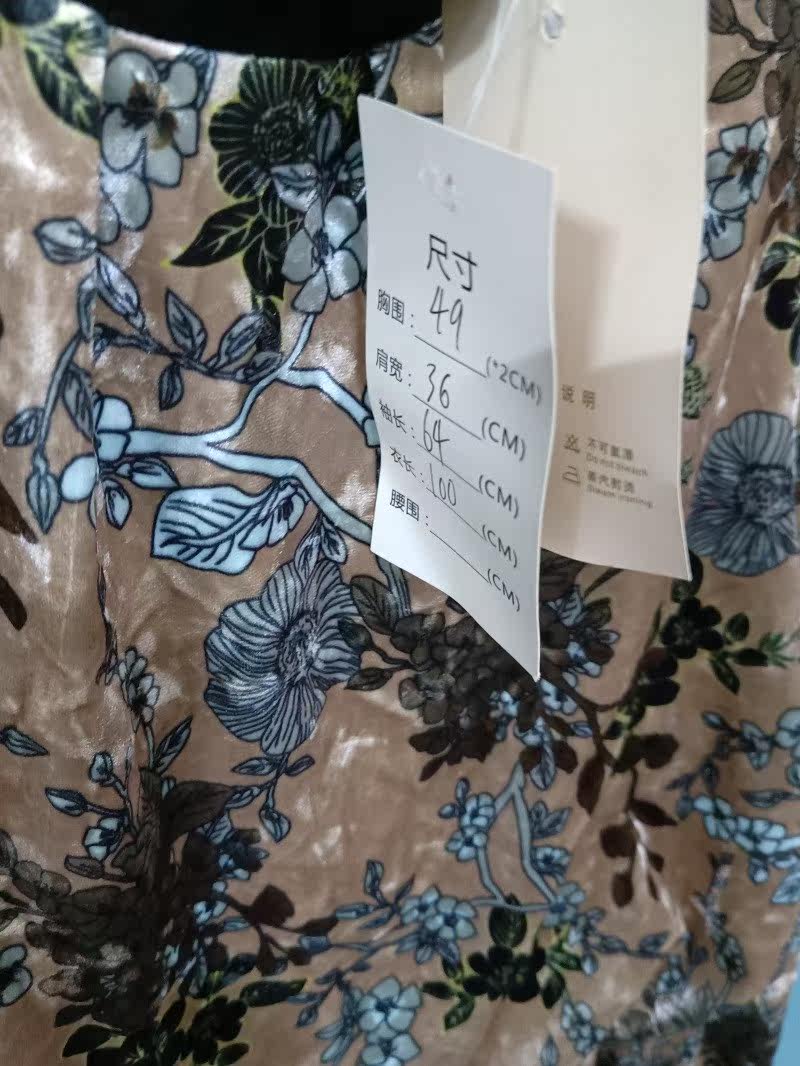 尺寸
胸围：49(*2CM)
肩宽：36(CM)
袖长：64(CM)
衣长：100(CM)
腰围：(CM)
说 明
不可氯漂
Do not bleach
蒸汽熨烫
Steam ironing